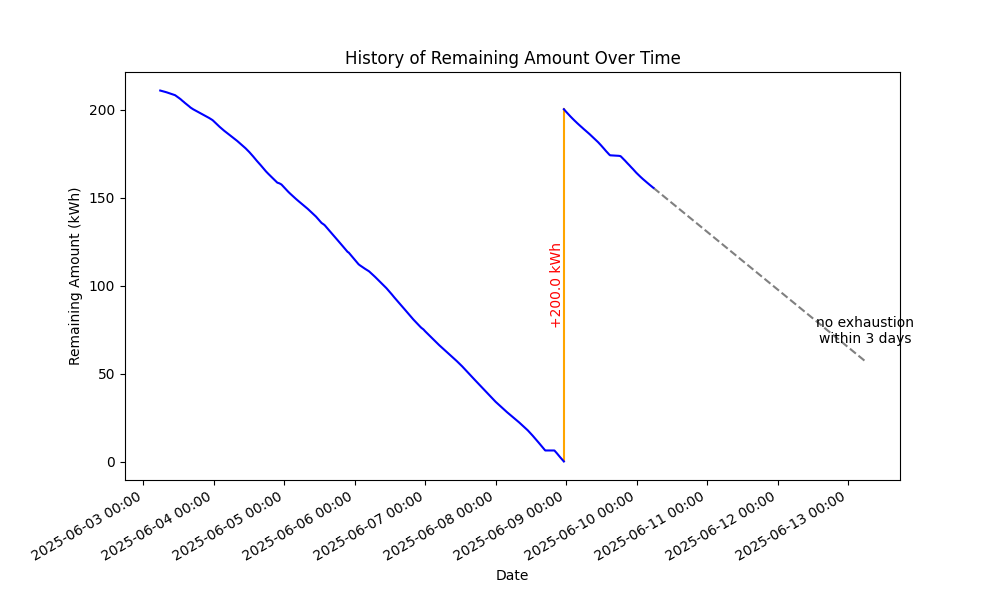 History of Remaining Amount Over Time
Remaining Amount (kWh)
200
150
100
50
0
+200.0 kWh
no exhaustion
within 3 days
2025-06-03 00:00
2025-06-04 00:00
2025-06-05 00:00
2025-06-06 00:00
2025-06-07 00:00
2025-06-08 00:00
2025-06-09 00:00
2025-06-10 00:00
2025-06-11 00:00
2025-06-12 00:00
2025-06-13 00:00
Date